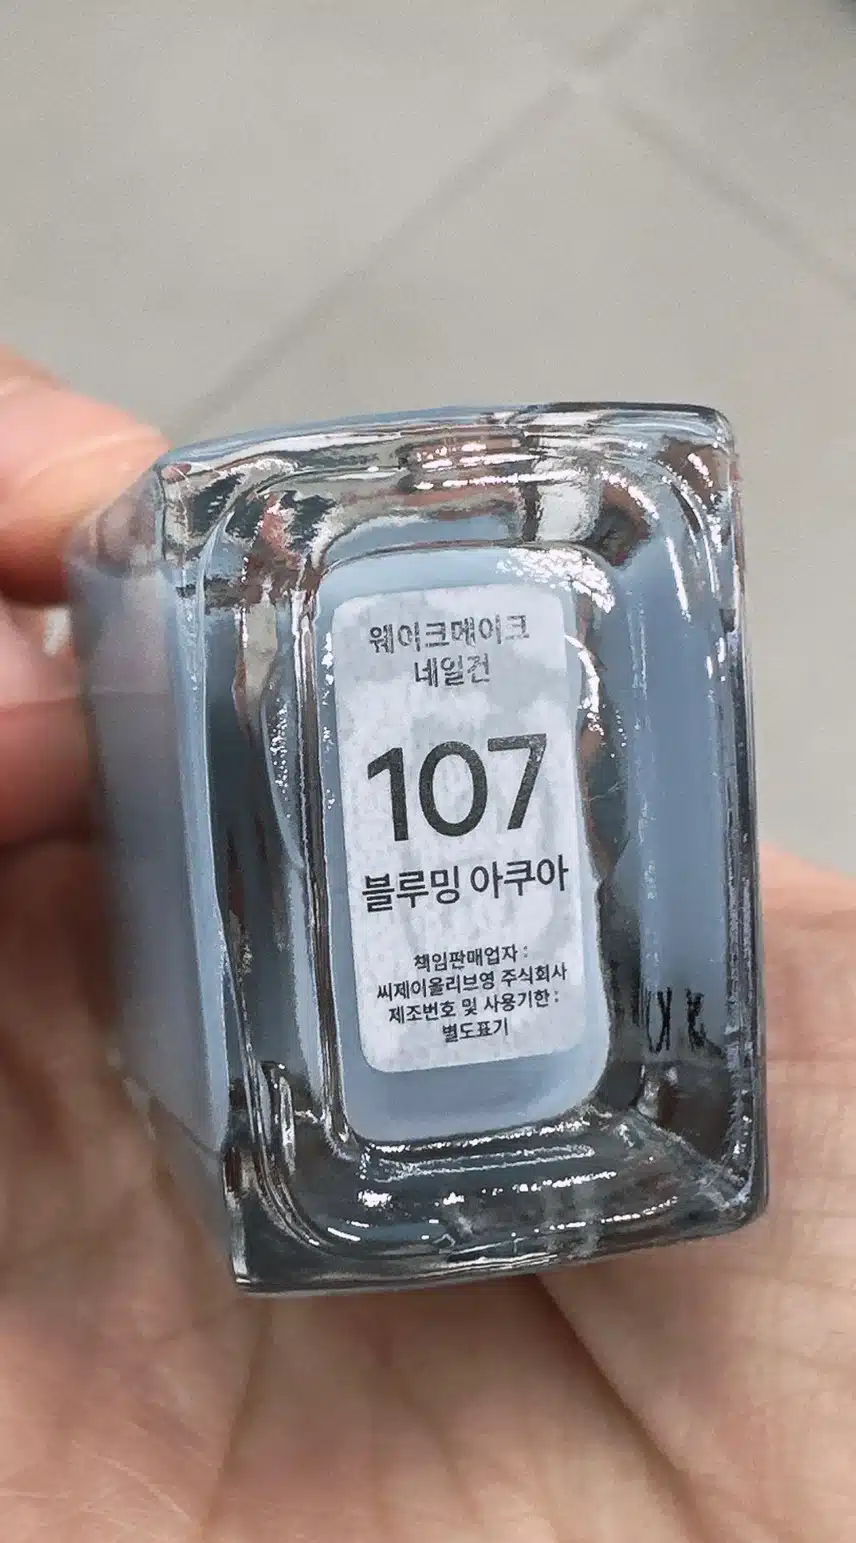 웨이크메이크
네일건
107
블루밍 아쿠아
책임판매업자 :
씨제이올리브영 주식회사
제조번호 및 사용기한 :
별도표기